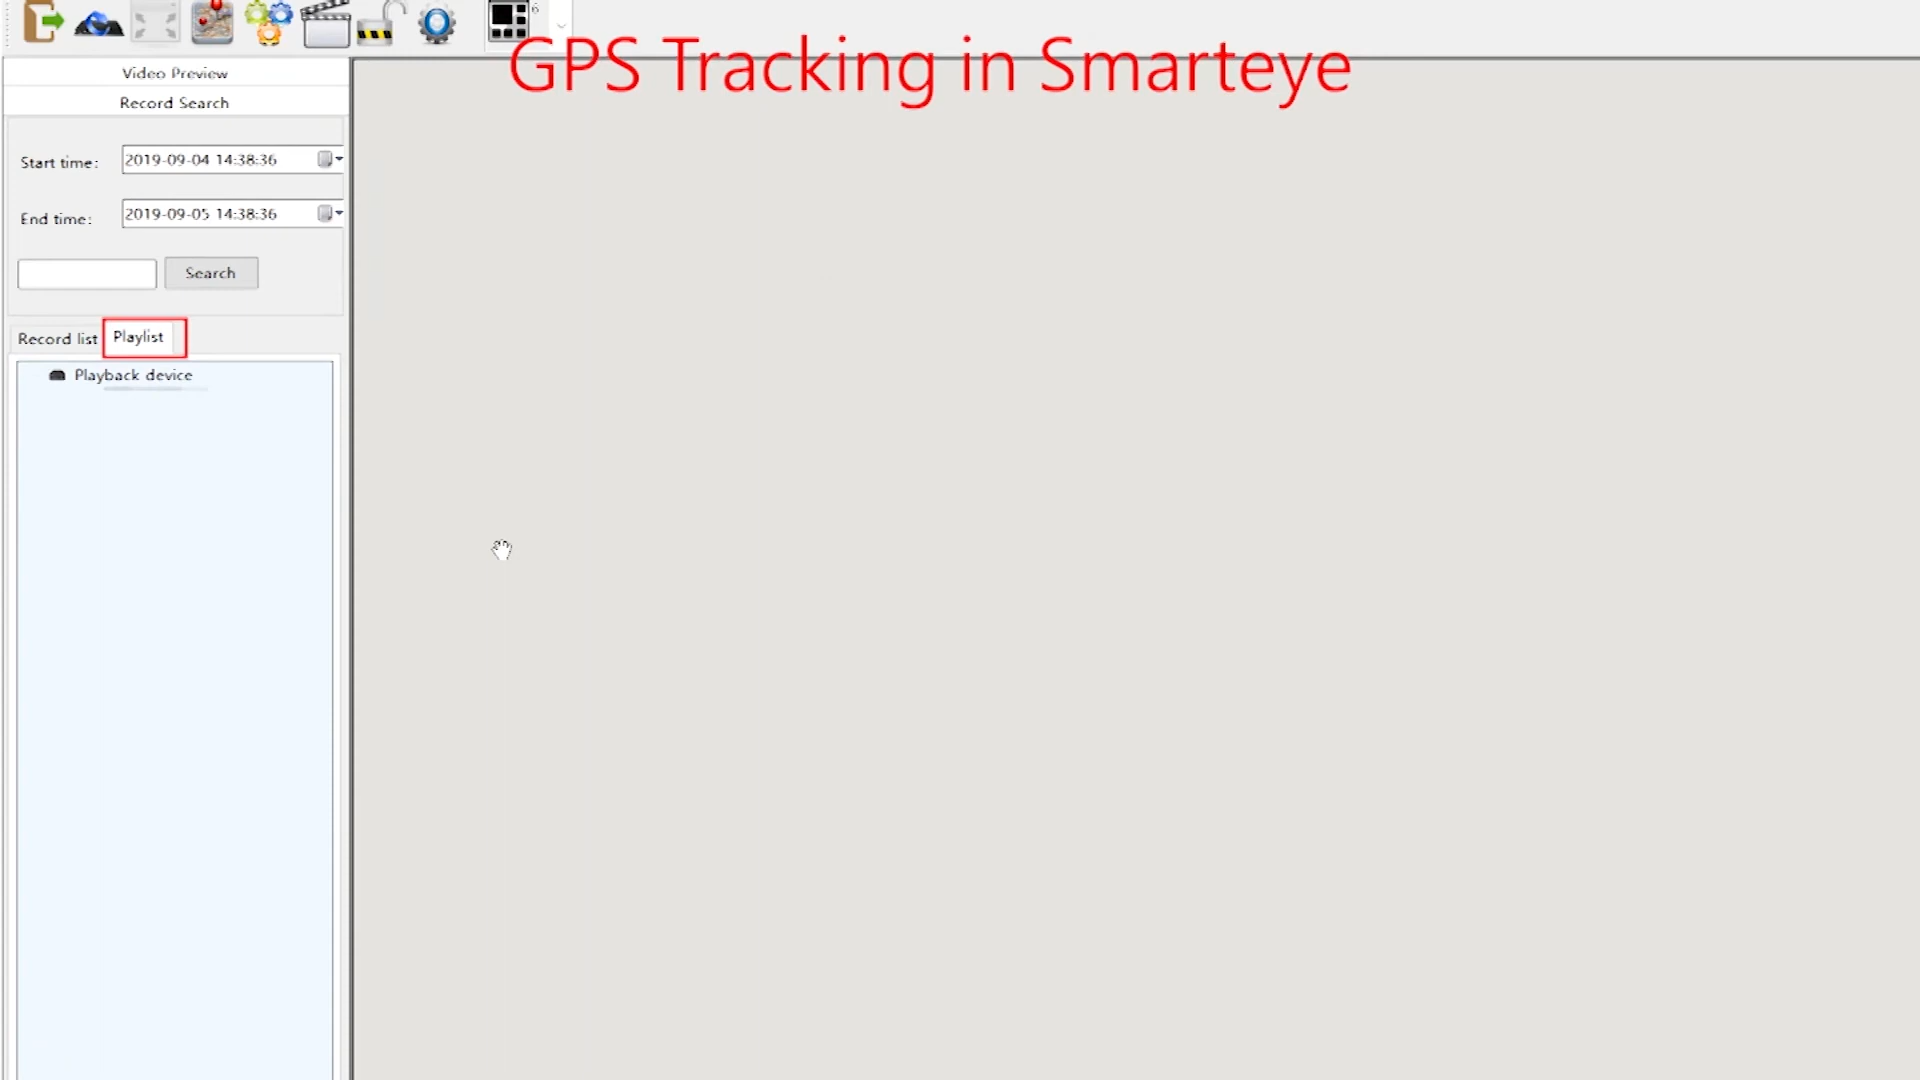 6
GPS Tracking in Smarteye
Video Preview
Record Search
Start time: 2019-09-04 14:38:36
End time: 2019-09-05 14:38:36
Search
Record list Playlist
Playback device